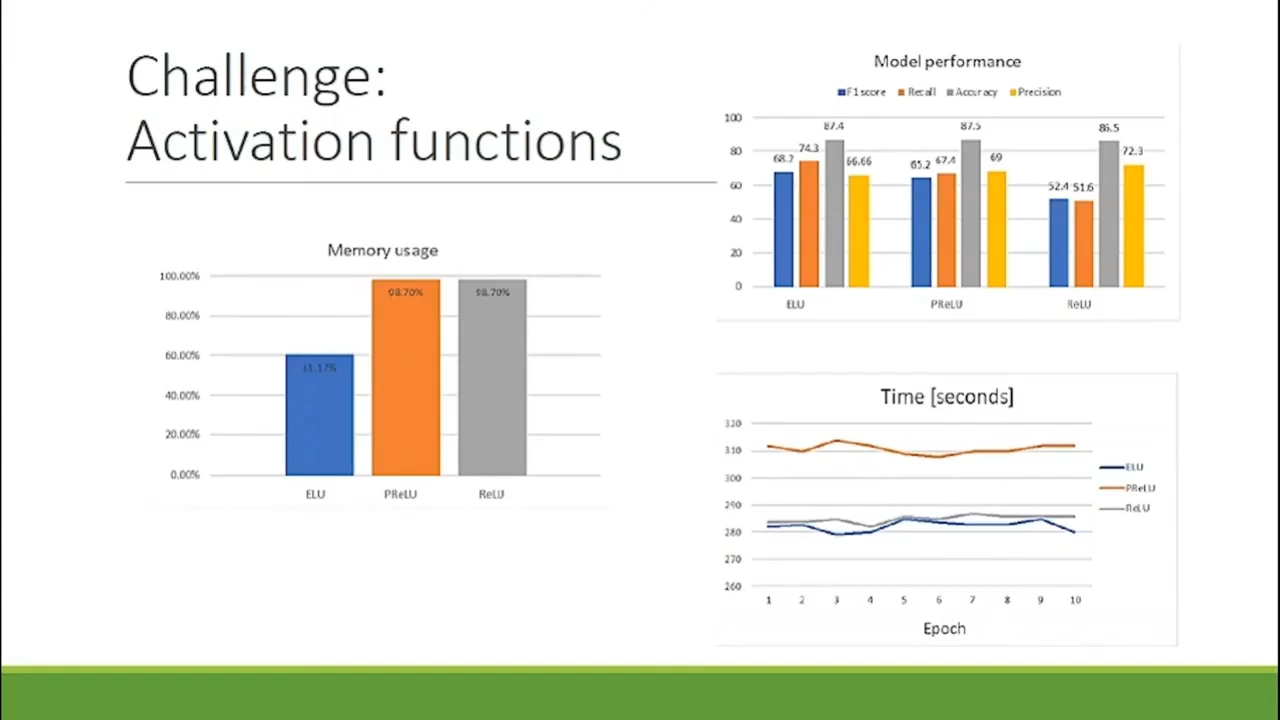 Challenge:
Activation functions
Memory usage
100.00%
80.00%
60.00%
40.00%
20.00%
0.00%
61.17%
98.70%
98.70%
ELU PReLU ReLU
Model performance
F1 score Recall Accuracy Precision
100
80
60
40
20
0
68.2 74.3 87.4 66.66
65.2 67.4 87.5 69
52.4 51.6 86.5 72.3
ELU PReLU ReLU
Time [seconds]
320
310
300
290
280
270
260
1 2 3 4 5 6 7 8 9 10
Epoch
ELU
PReLU
ReLU